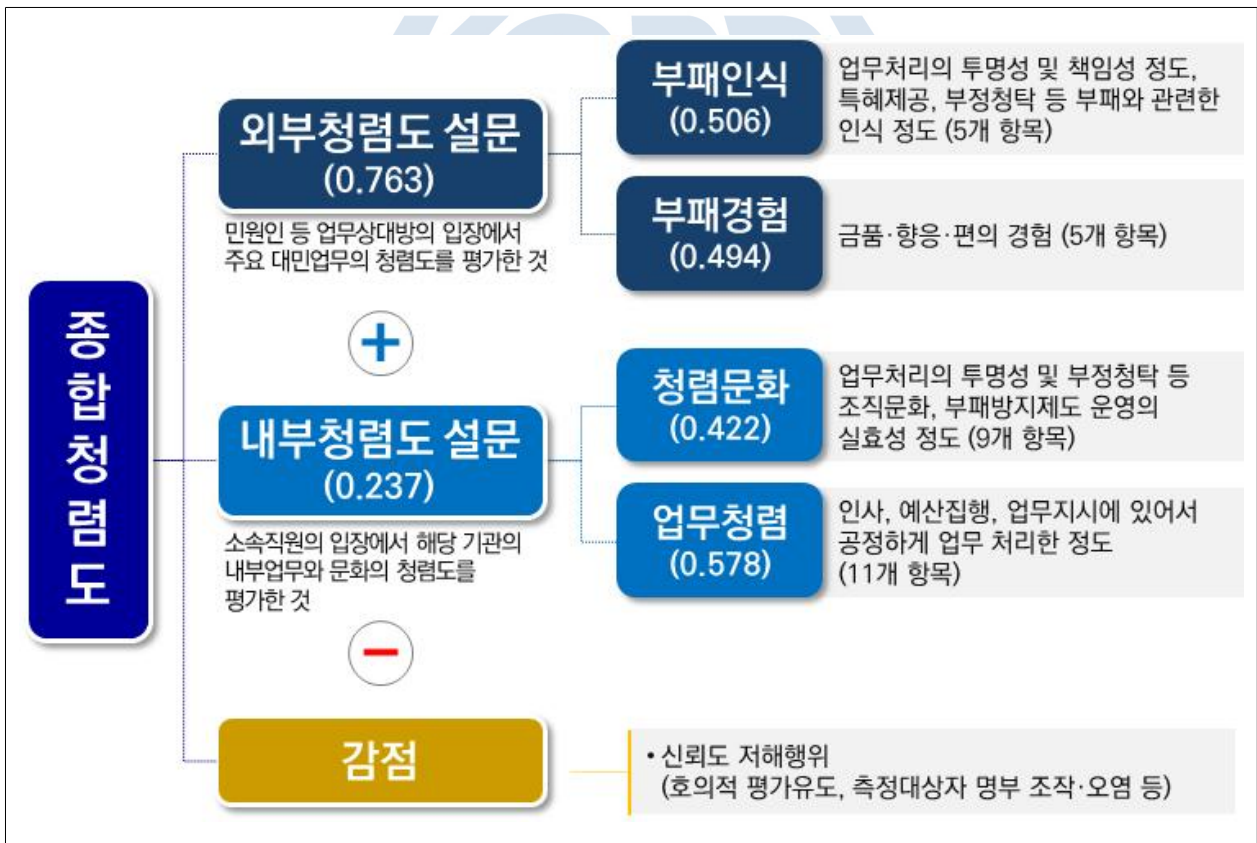 종
합
청
렴
도
외부청렴도 설문
(0.763)
민원인 등 업무상대방의 입장에서
주요 대민업무의 청렴도를 평가한 것
부패인식
(0.506)
업무처리의 투명성 및 책임성 정도,
특혜제공, 부정청탁 등 부패와 관련한
인식 정도 (5개 항목)
부패경험
(0.494)
금품·향응·편의 경험 (5개 항목)
+
내부청렴도 설문
(0.237)
소속직원의 입장에서 해당 기관의
내부업무와 문화의 청렴도를
평가한 것
청렴문화
(0.422)
업무처리의 투명성 및 부정청탁 등
조직문화, 부패방지제도 운영의
실효성 정도 (9개 항목)
업무청렴
(0.578)
인사, 예산집행, 업무지시에 있어서
공정하게 업무 처리한 정도
(11개 항목)
−
감점
• 신뢰도 저해행위
(호의적 평가유도, 측정대상자 명부 조작·오염 등)